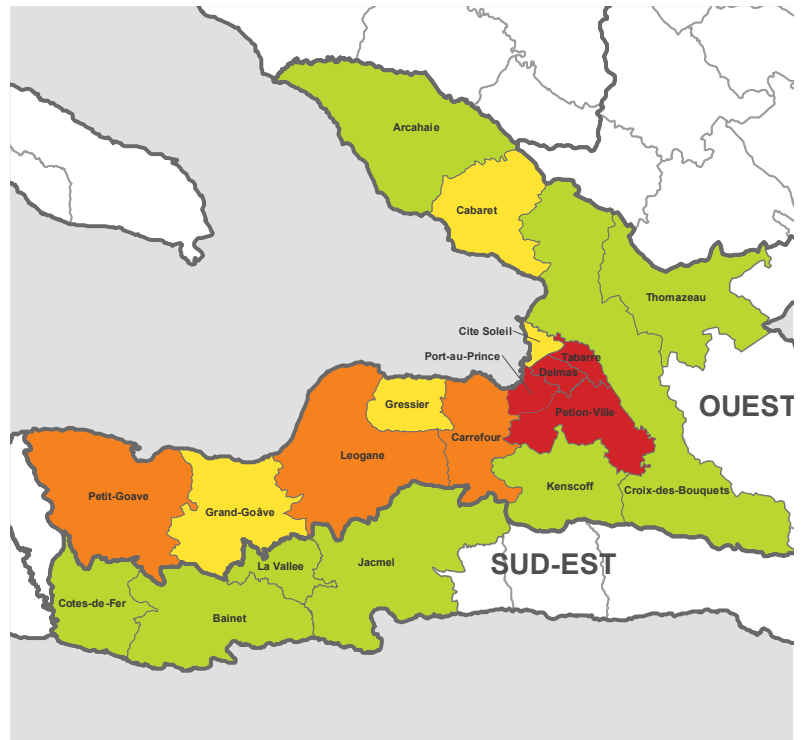 Arcahaie
Cabaret
Thomazeau
Cite Soleil
Port-au-Prince
Tabarre
Delmas
Gressier
OUEST
Petion-Ville
Carrefour
Leogane
Kenscoff
Croix-des-Bouquets
Petit-Goave
Grand-Goâve
La Vallee
Jacmel
SUD-EST
Cotes-de-Fer
Bainet